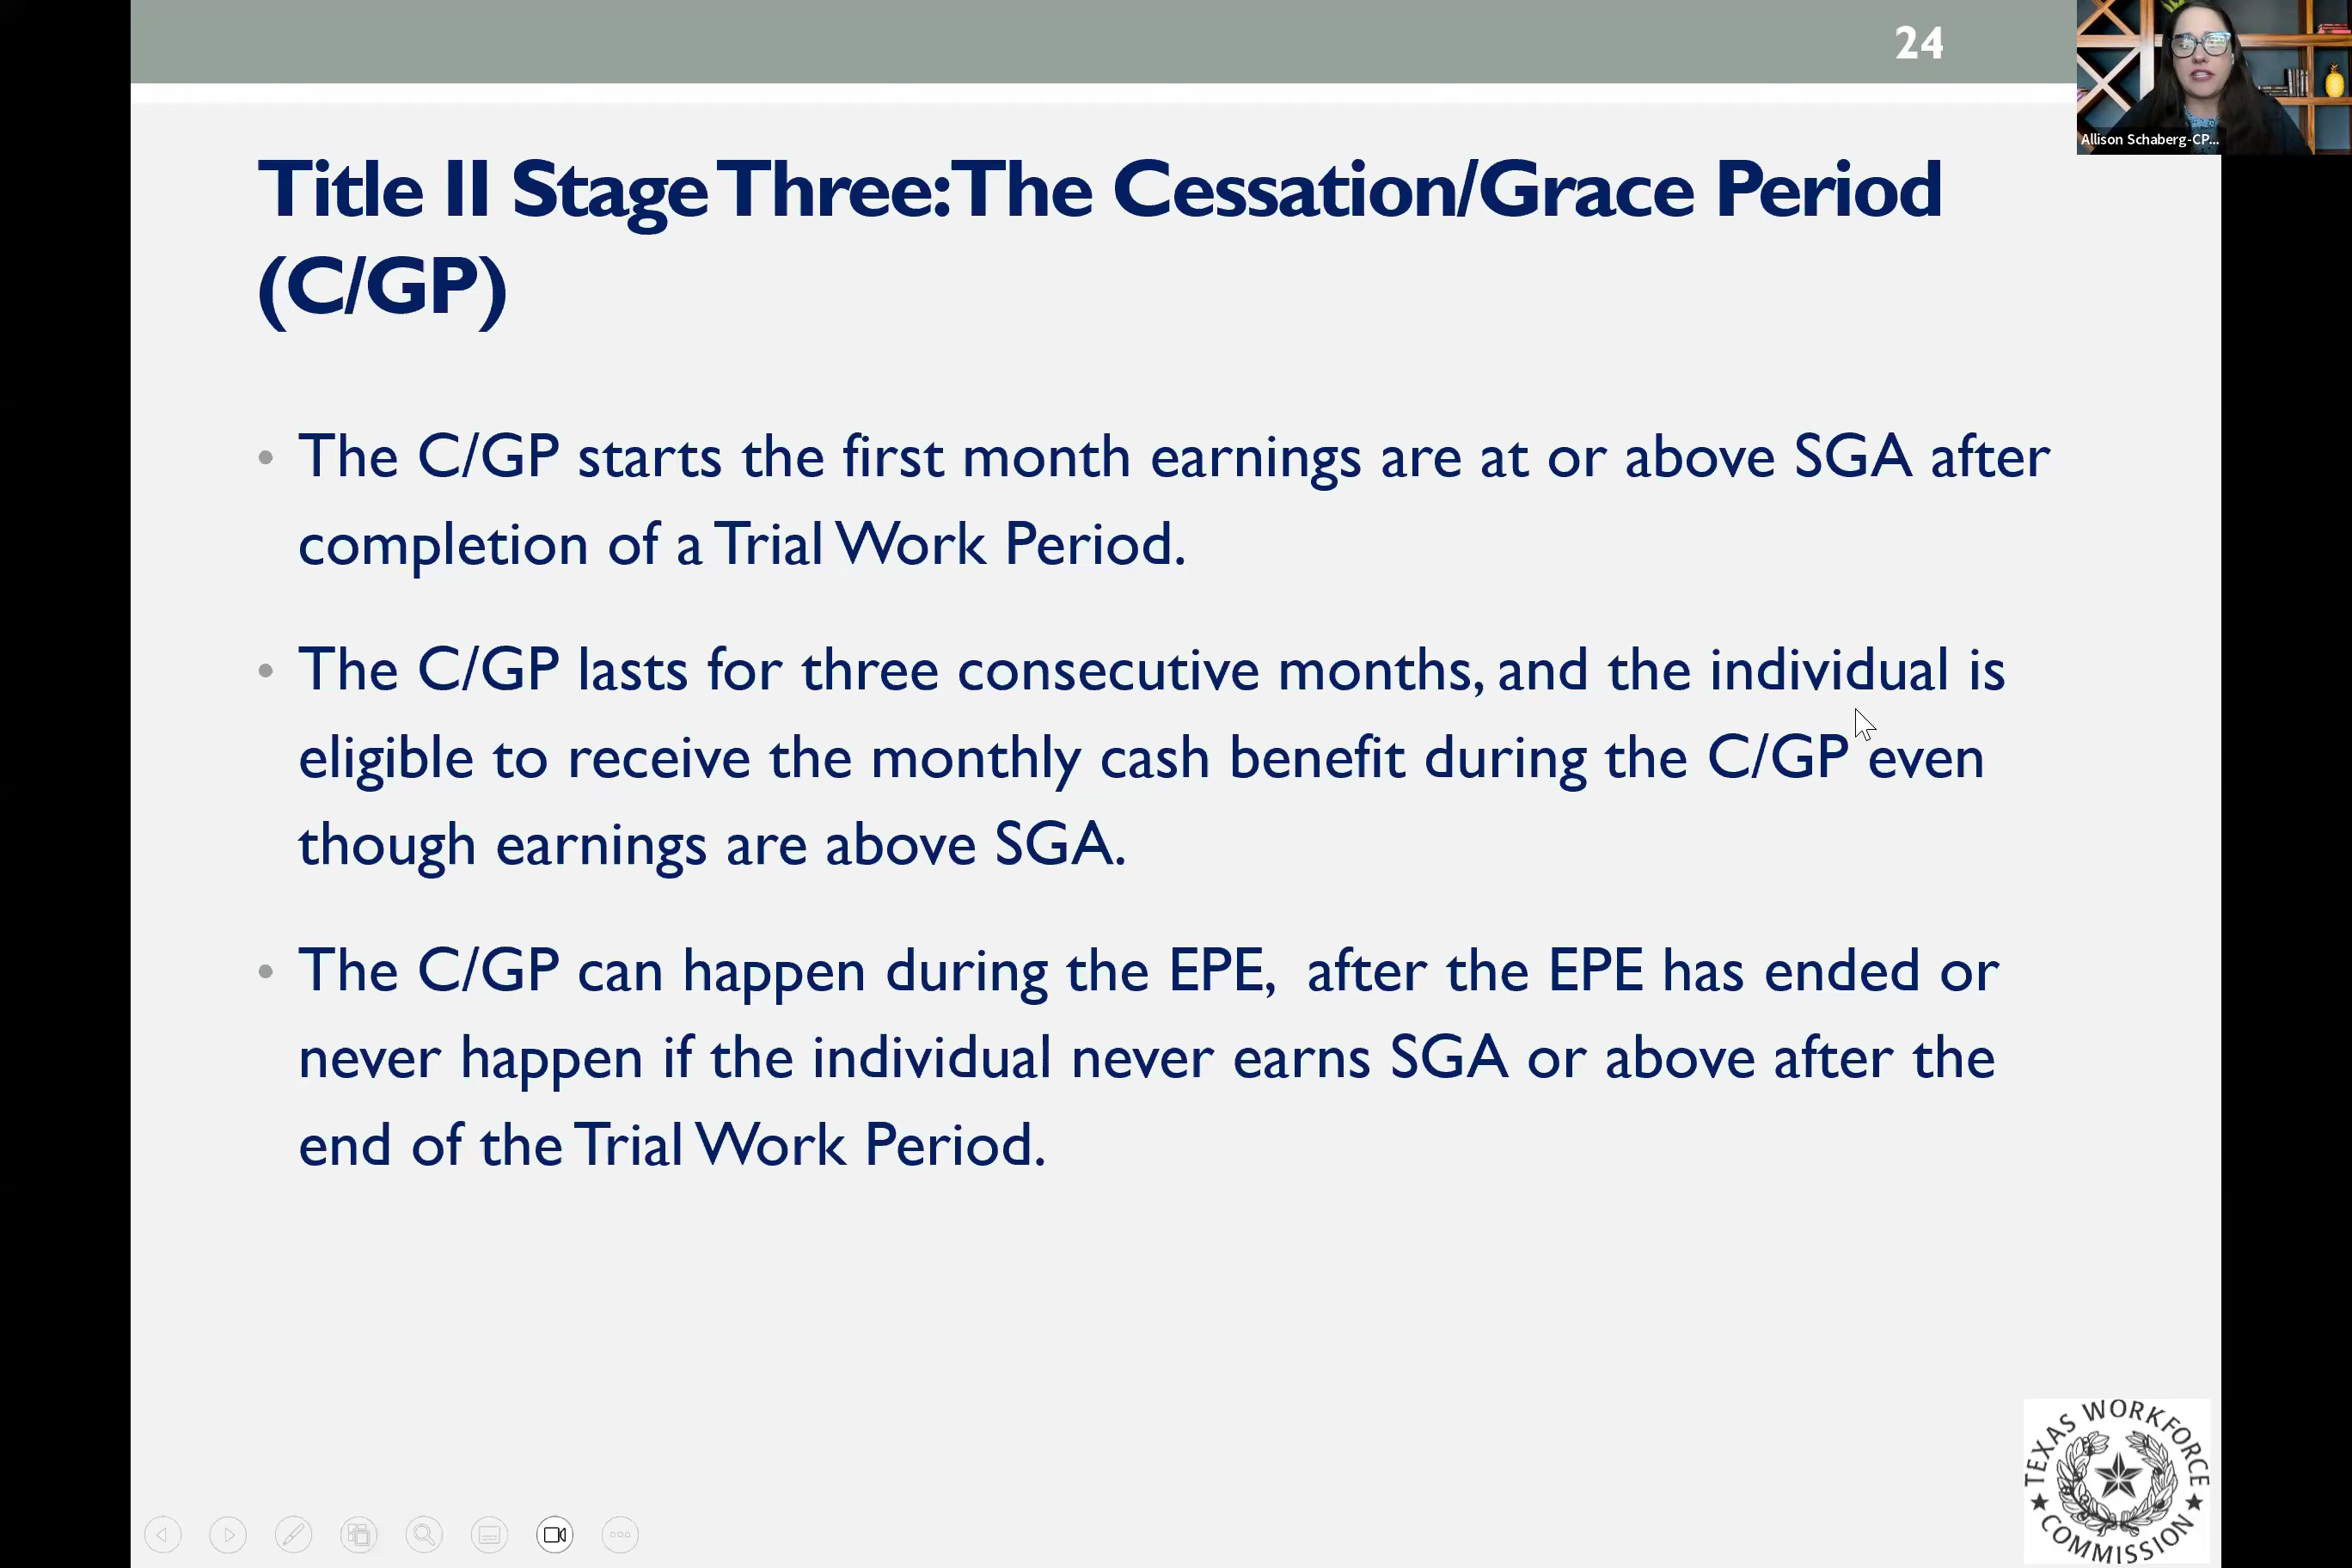 24
Allison Schaberg-CP...
Title II Stage Three: The Cessation/Grace Period
(C/GP)
• The C/GP starts the first month earnings are at or above SGA after
completion of a Trial Work Period.
• The C/GP lasts for three consecutive months, and the individual is
eligible to receive the monthly cash benefit during the C/GP even
though earnings are above SGA.
• The C/GP can happen during the EPE,  after the EPE has ended or
never happen if the individual never earns SGA or above after the
end of the Trial Work Period.
TEXAS WORKFORCE
COMMISSION